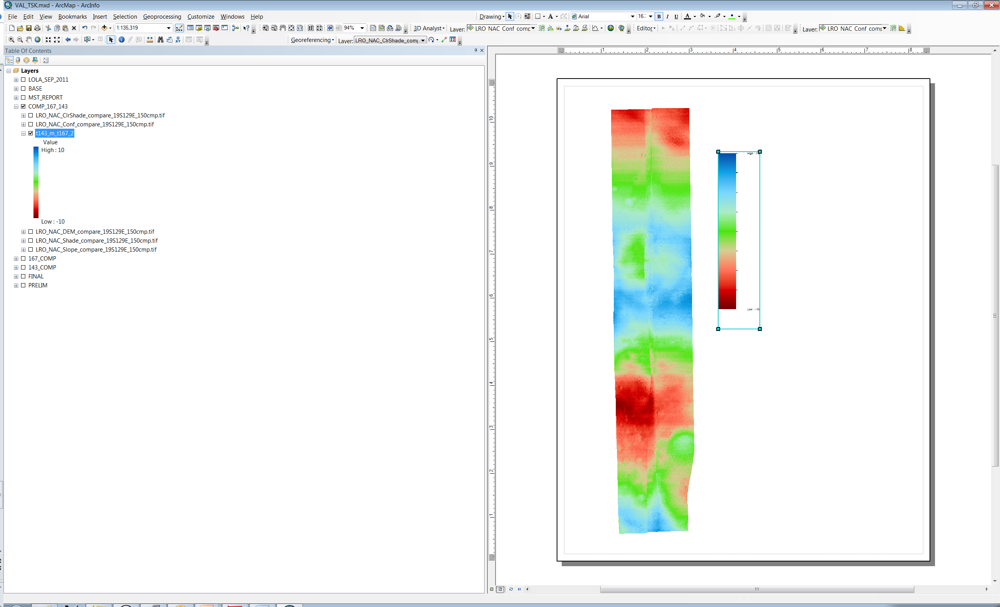 VAL_TSK.mxd - ArcMap - ArcInfo
File Edit View Bookmarks Insert Selection Geoprocessing Customize Windows Help
Drawing Arial 16. B I U A
1:135,319 94% 3D Analyst Layer: LRO NAC Conf comp Editor Layer: LRO NAC Conf comp
Georeferencing Layer: LRO_NAC_ClrShade_comp
Table Of Contents
Layers
LOLA_SEP_2011
BASE
MST_REPORT
COMP_167_143
LRO_NAC_ClrShade_compare_19S129E_150cmp.tif
LRO_NAC_Conf_compare_19S129E_150cmp.tif
t143_m_t167_2
Value
High : 10
Low : -10
LRO_NAC_DEM_compare_19S129E_150cmp.tif
LRO_NAC_Shade_compare_19S129E_150cmp.tif
LRO_NAC_Slope_compare_19S129E_150cmp.tif
167_COMP
143_COMP
FINAL
PRELIM
1 2 3 4 5 6 7 8
10
9
8
7
6
5
4
3
2
1
High : 10
Low : -10